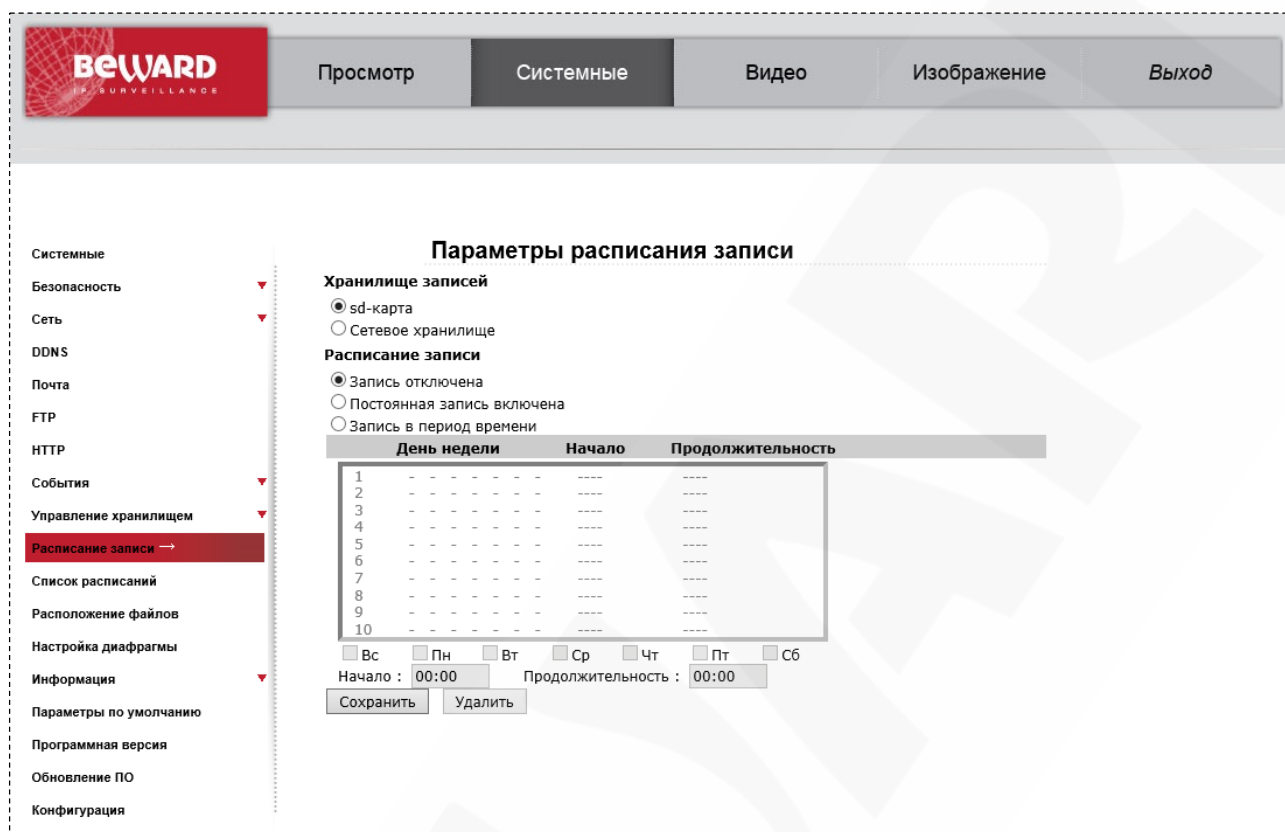 BEWARD
IP SURVEILLANCE
Просмотр Системные Видео Изображение Выход
Системные
Безопасность
Сеть
DDNS
Почта
FTP
HTTP
События
Управление хранилищем
Расписание записи →
Список расписаний
Расположение файлов
Настройка диафрагмы
Информация
Параметры по умолчанию
Программная версия
Обновление ПО
Конфигурация
Параметры расписания записи
Хранилище записей
sd-карта
Сетевое хранилище
Расписание записи
Запись отключена
Постоянная запись включена
Запись в период времени
День недели Начало Продолжительность
1 - - - - - - - ---- ----
2 - - - - - - - ---- ----
3 - - - - - - - ---- ----
4 - - - - - - - ---- ----
5 - - - - - - - ---- ----
6 - - - - - - - ---- ----
7 - - - - - - - ---- ----
8 - - - - - - - ---- ----
9 - - - - - - - ---- ----
10 - - - - - - - ---- ----
Вс Пн Вт Ср Чт Пт Сб
Начало : 00:00 Продолжительность : 00:00
Сохранить Удалить